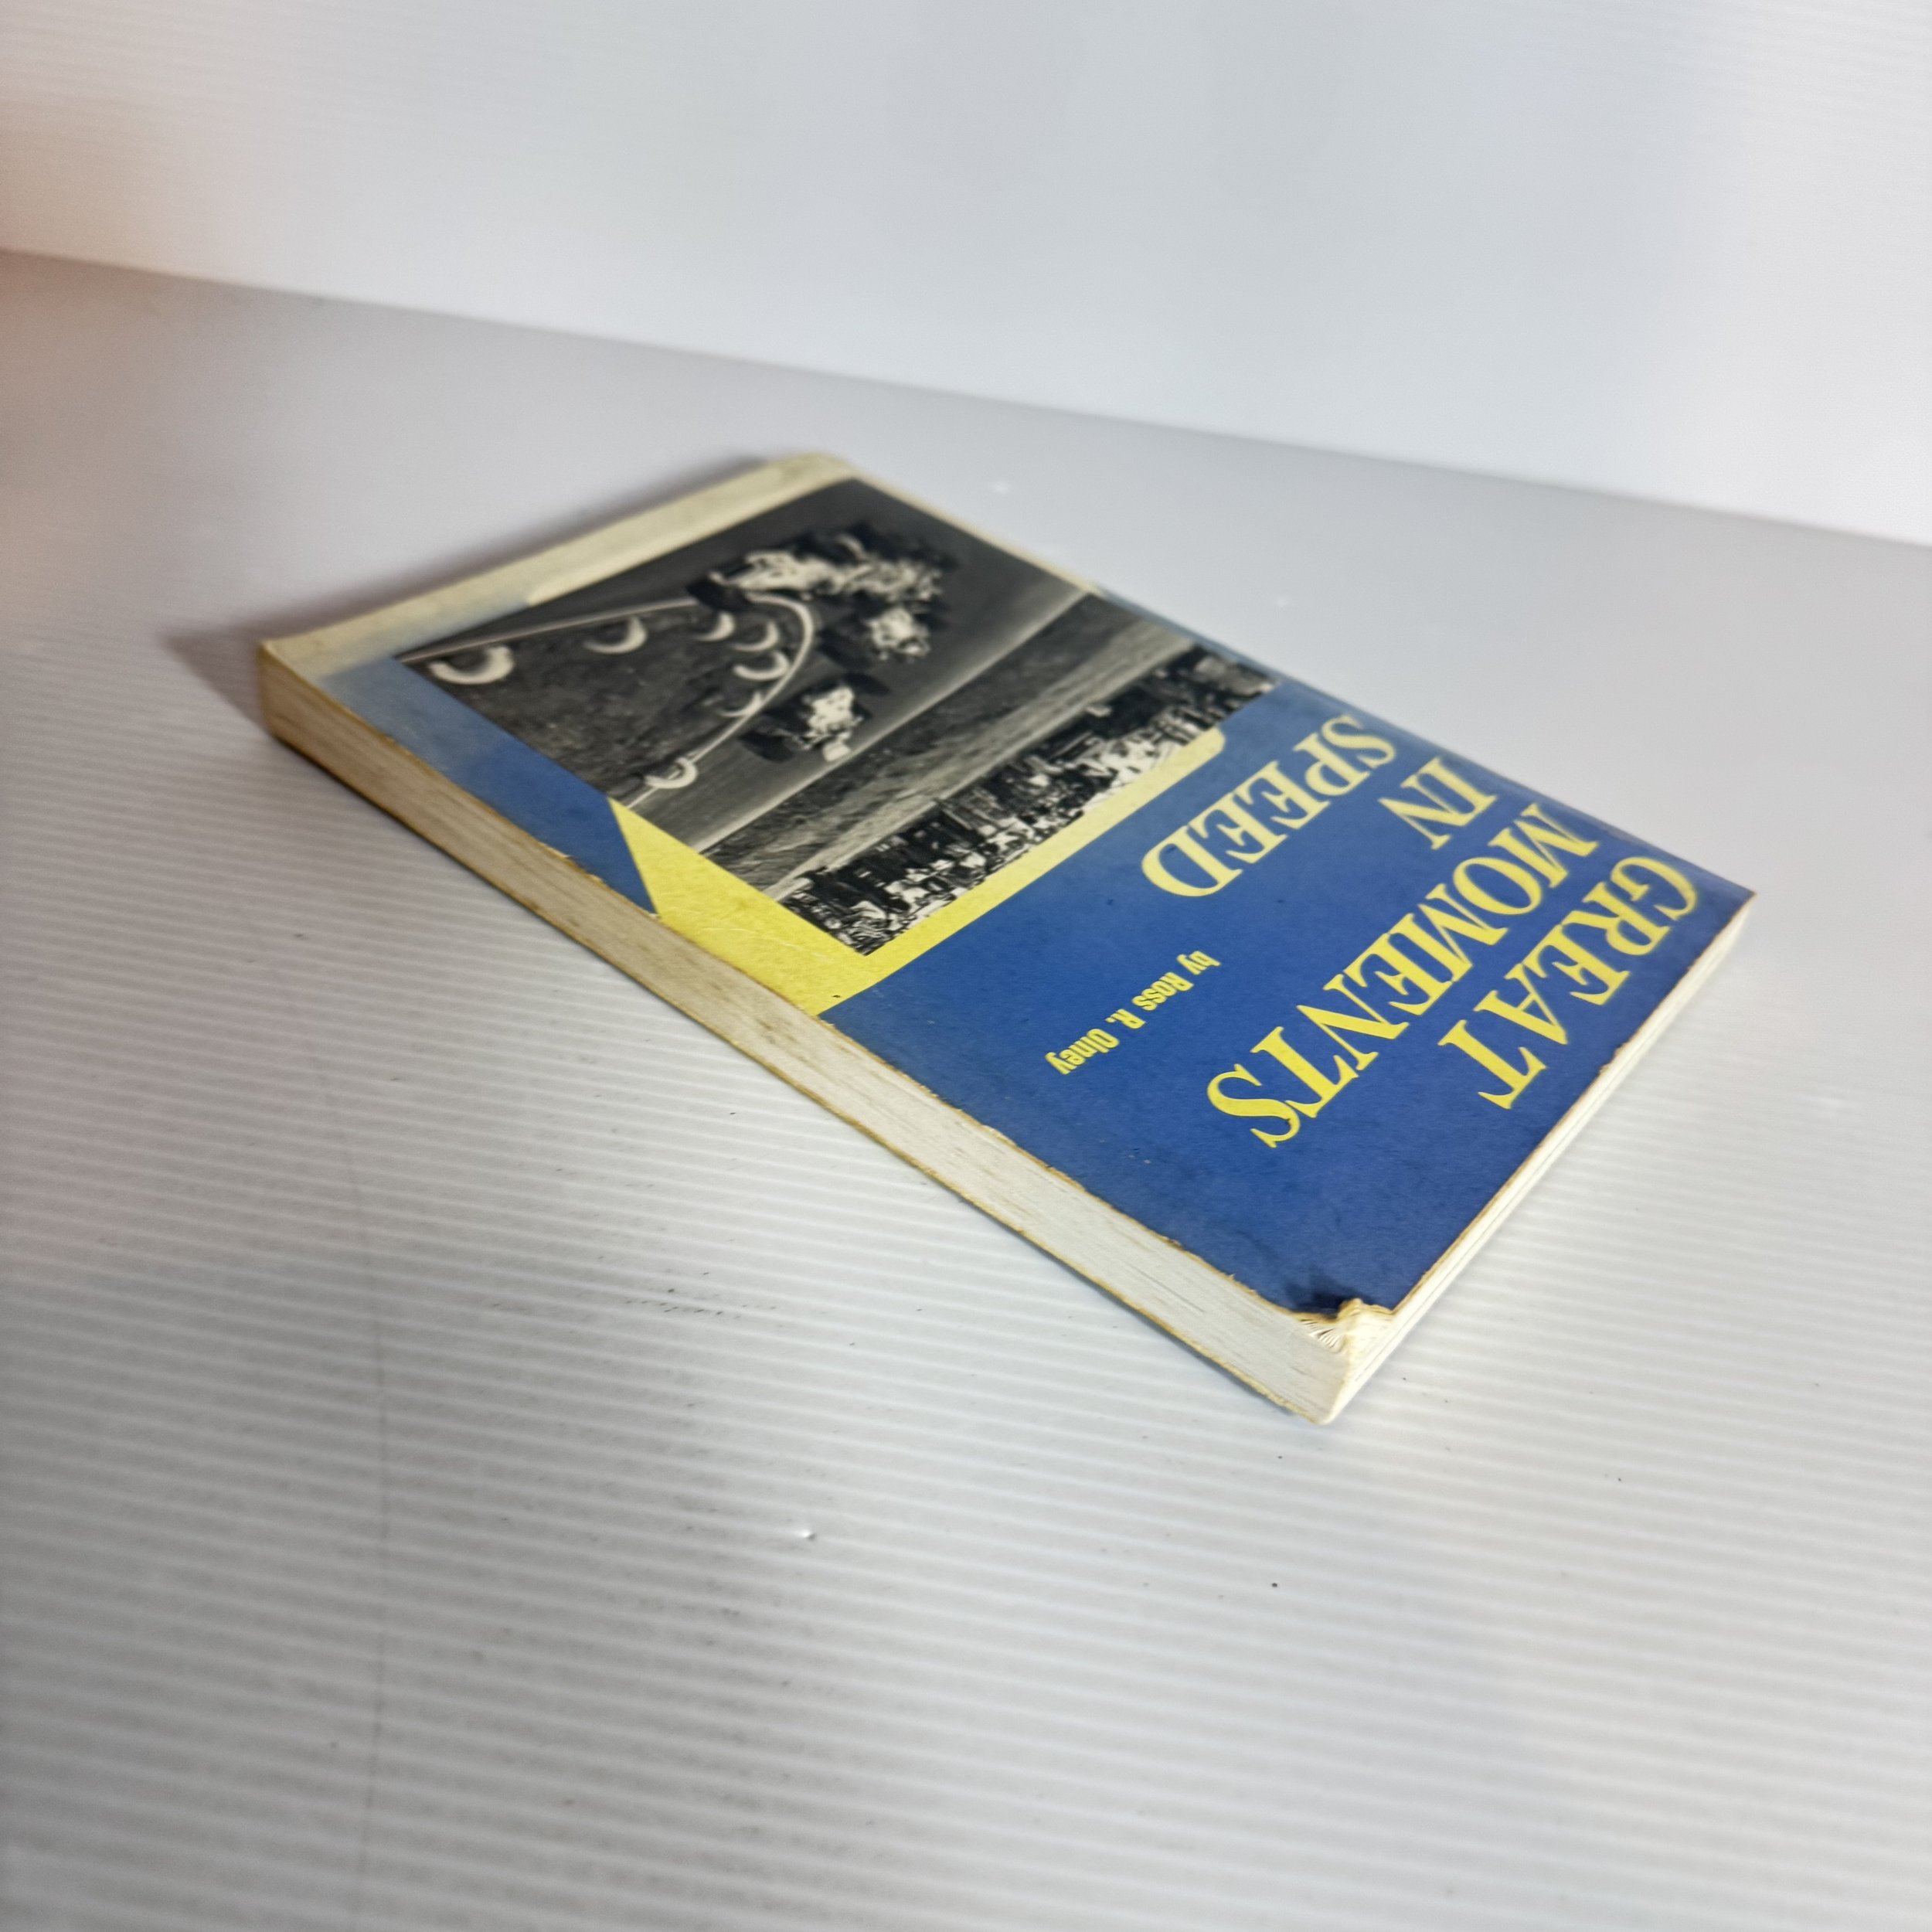 GREAT
MOMENTS
IN
SPEED
by Ross R. Olney